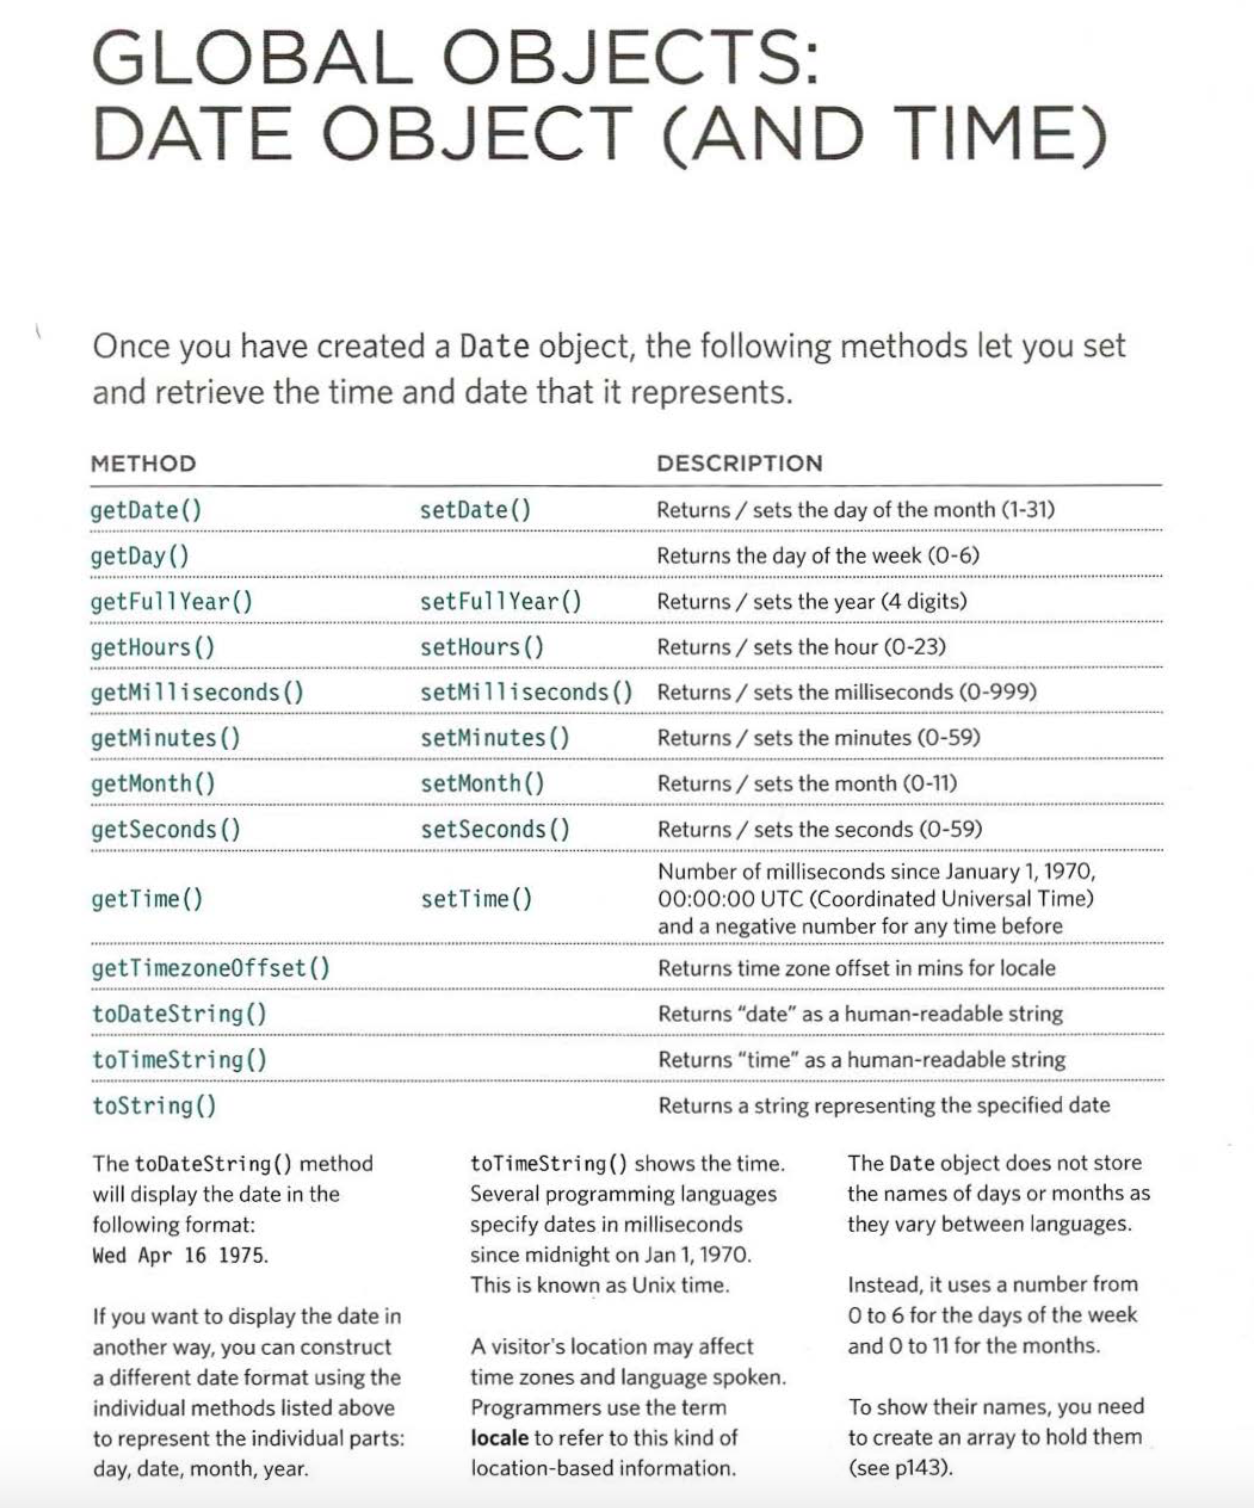 GLOBAL OBJECTS:
DATE OBJECT (AND TIME)
Once you have created a Date object, the following methods let you set
and retrieve the time and date that it represents.
METHOD DESCRIPTION
getDate() setDate() Returns / sets the day of the month (1-31)
getDay() Returns the day of the week (0-6)
getFullYear() setFullYear() Returns / sets the year (4 digits)
getHours() setHours() Returns / sets the hour (0-23)
getMilliseconds() setMilliseconds() Returns / sets the milliseconds (0-999)
getMinutes() setMinutes() Returns / sets the minutes (0-59)
getMonth() setMonth() Returns / sets the month (0-11)
getSeconds() setSeconds() Returns / sets the seconds (0-59)
getTime() setTime() Number of milliseconds since January 1, 1970,
00:00:00 UTC (Coordinated Universal Time)
and a negative number for any time before
getTimezoneOffset() Returns time zone offset in mins for locale
toDateString() Returns "date" as a human-readable string
toTimeString() Returns "time" as a human-readable string
toString() Returns a string representing the specified date
The toDateString() method
will display the date in the
following format:
Wed Apr 16 1975.
If you want to display the date in
another way, you can construct
a different date format using the
individual methods listed above
to represent the individual parts:
day, date, month, year.
toTimeString() shows the time.
Several programming languages
specify dates in milliseconds
since midnight on Jan 1, 1970.
This is known as Unix time.
A visitor's location may affect
time zones and language spoken.
Programmers use the term
locale to refer to this kind of
location-based information.
The Date object does not store
the names of days or months as
they vary between languages.
Instead, it uses a number from
0 to 6 for the days of the week
and 0 to 11 for the months.
To show their names, you need
to create an array to hold them
(see p143).